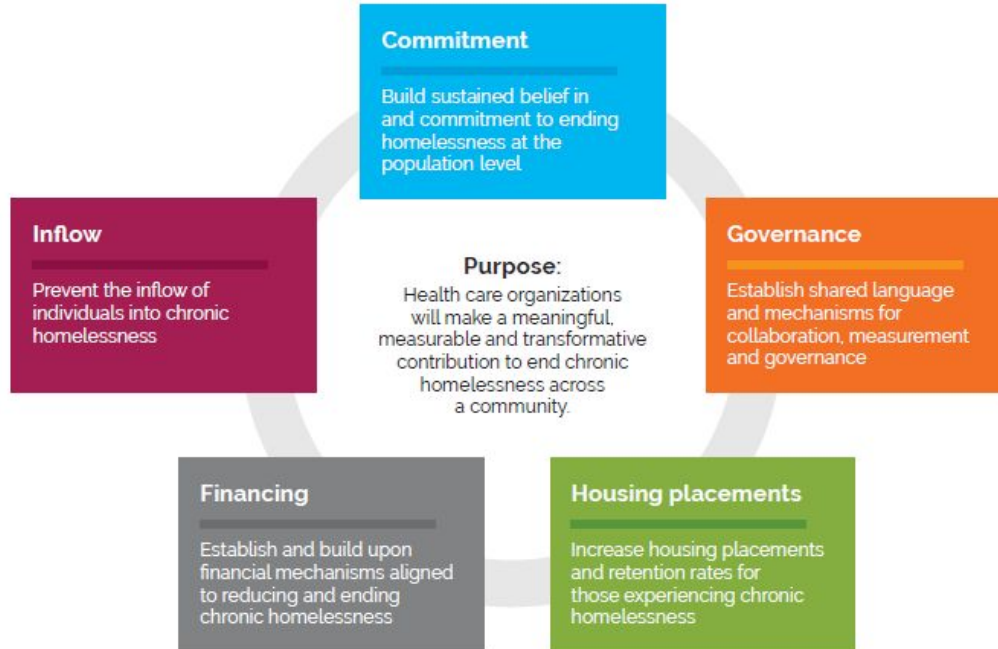 Commitment
Build sustained belief in
and commitment to ending
homelessness at the
population level
Inflow
Prevent the inflow of
individuals into chronic
homelessness
Purpose:
Health care organizations
will make a meaningful,
measurable and transformative
contribution to end chronic
homelessness across
a community.
Governance
Establish shared language
and mechanisms for
collaboration, measurement
and governance
Financing
Establish and build upon
financial mechanisms aligned
to reducing and ending
chronic homelessness
Housing placements
Increase housing placements
and retention rates for
those experiencing chronic
homelessness